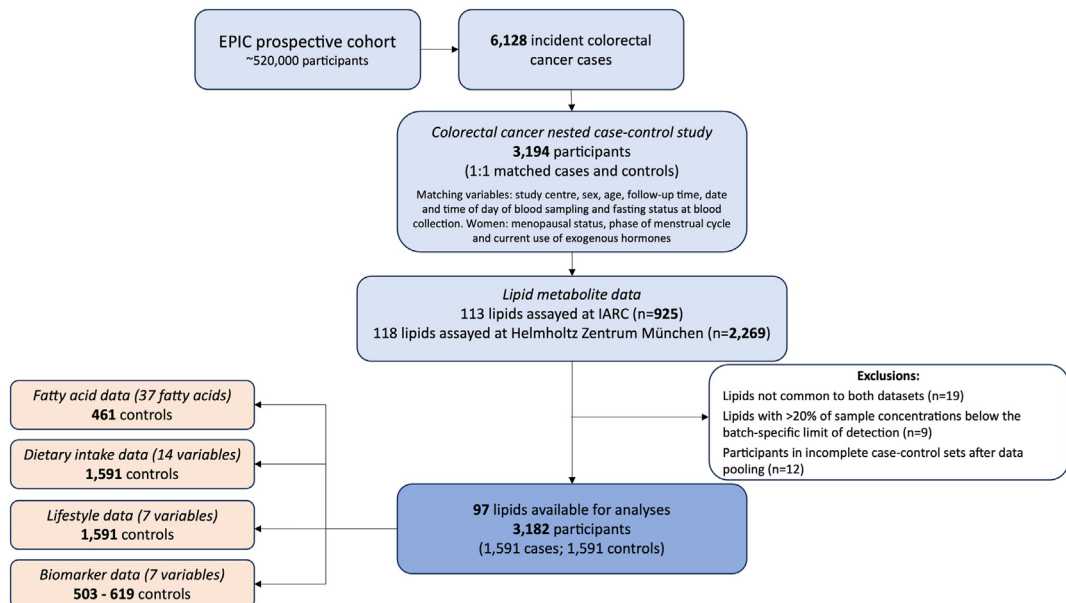 EPIC prospective cohort
~520,000 participants
6,128 incident colorectal
cancer cases
Colorectal cancer nested case-control study
3,194 participants
(1:1 matched cases and controls)
Matching variables: study centre, sex, age, follow-up time, date
and time of day of blood sampling and fasting status at blood
collection. Women: menopausal status, phase of menstrual cycle
and current use of exogenous hormones
Lipid metabolite data
113 lipids assayed at IARC (n=925)
118 lipids assayed at Helmholtz Zentrum München (n=2,269)
Exclusions:
Lipids not common to both datasets (n=19)
Lipids with >20% of sample concentrations below the
batch-specific limit of detection (n=9)
Participants in incomplete case-control sets after data
pooling (n=12)
Fatty acid data (37 fatty acids)
461 controls
Dietary intake data (14 variables)
1,591 controls
Lifestyle data (7 variables)
1,591 controls
Biomarker data (7 variables)
503 - 619 controls
97 lipids available for analyses
3,182 participants
(1,591 cases; 1,591 controls)